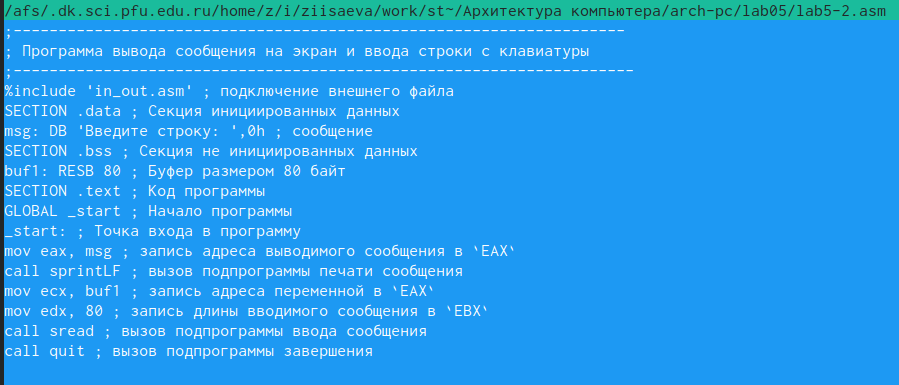 /afs/.dk.sci.pfu.edu.ru/home/z/i/ziisaeva/work/st~/Архитектура компьютера/arch-pc/lab05/lab5-2.asm
;--------------------------------------------------------------------
; Программа вывода сообщения на экран и ввода строки с клавиатуры
;---------------------------------------------------------------------
%include 'in_out.asm' ; подключение внешнего файла
SECTION .data ; Секция инициированных данных
msg: DB 'Введите строку: ',0h ; сообщение
SECTION .bss ; Секция не инициированных данных
buf1: RESB 80 ; Буфер размером 80 байт
SECTION .text ; Код программы
GLOBAL _start ; Начало программы
_start: ; Точка входа в программу
mov eax, msg ; запись адреса выводимого сообщения в `EAX`
call sprintLF ; вызов подпрограммы печати сообщения
mov ecx, buf1 ; запись адреса переменной в `EAX`
mov edx, 80 ; запись длины вводимого сообщения в `EBX`
call sread ; вызов подпрограммы ввода сообщения
call quit ; вызов подпрограммы завершения